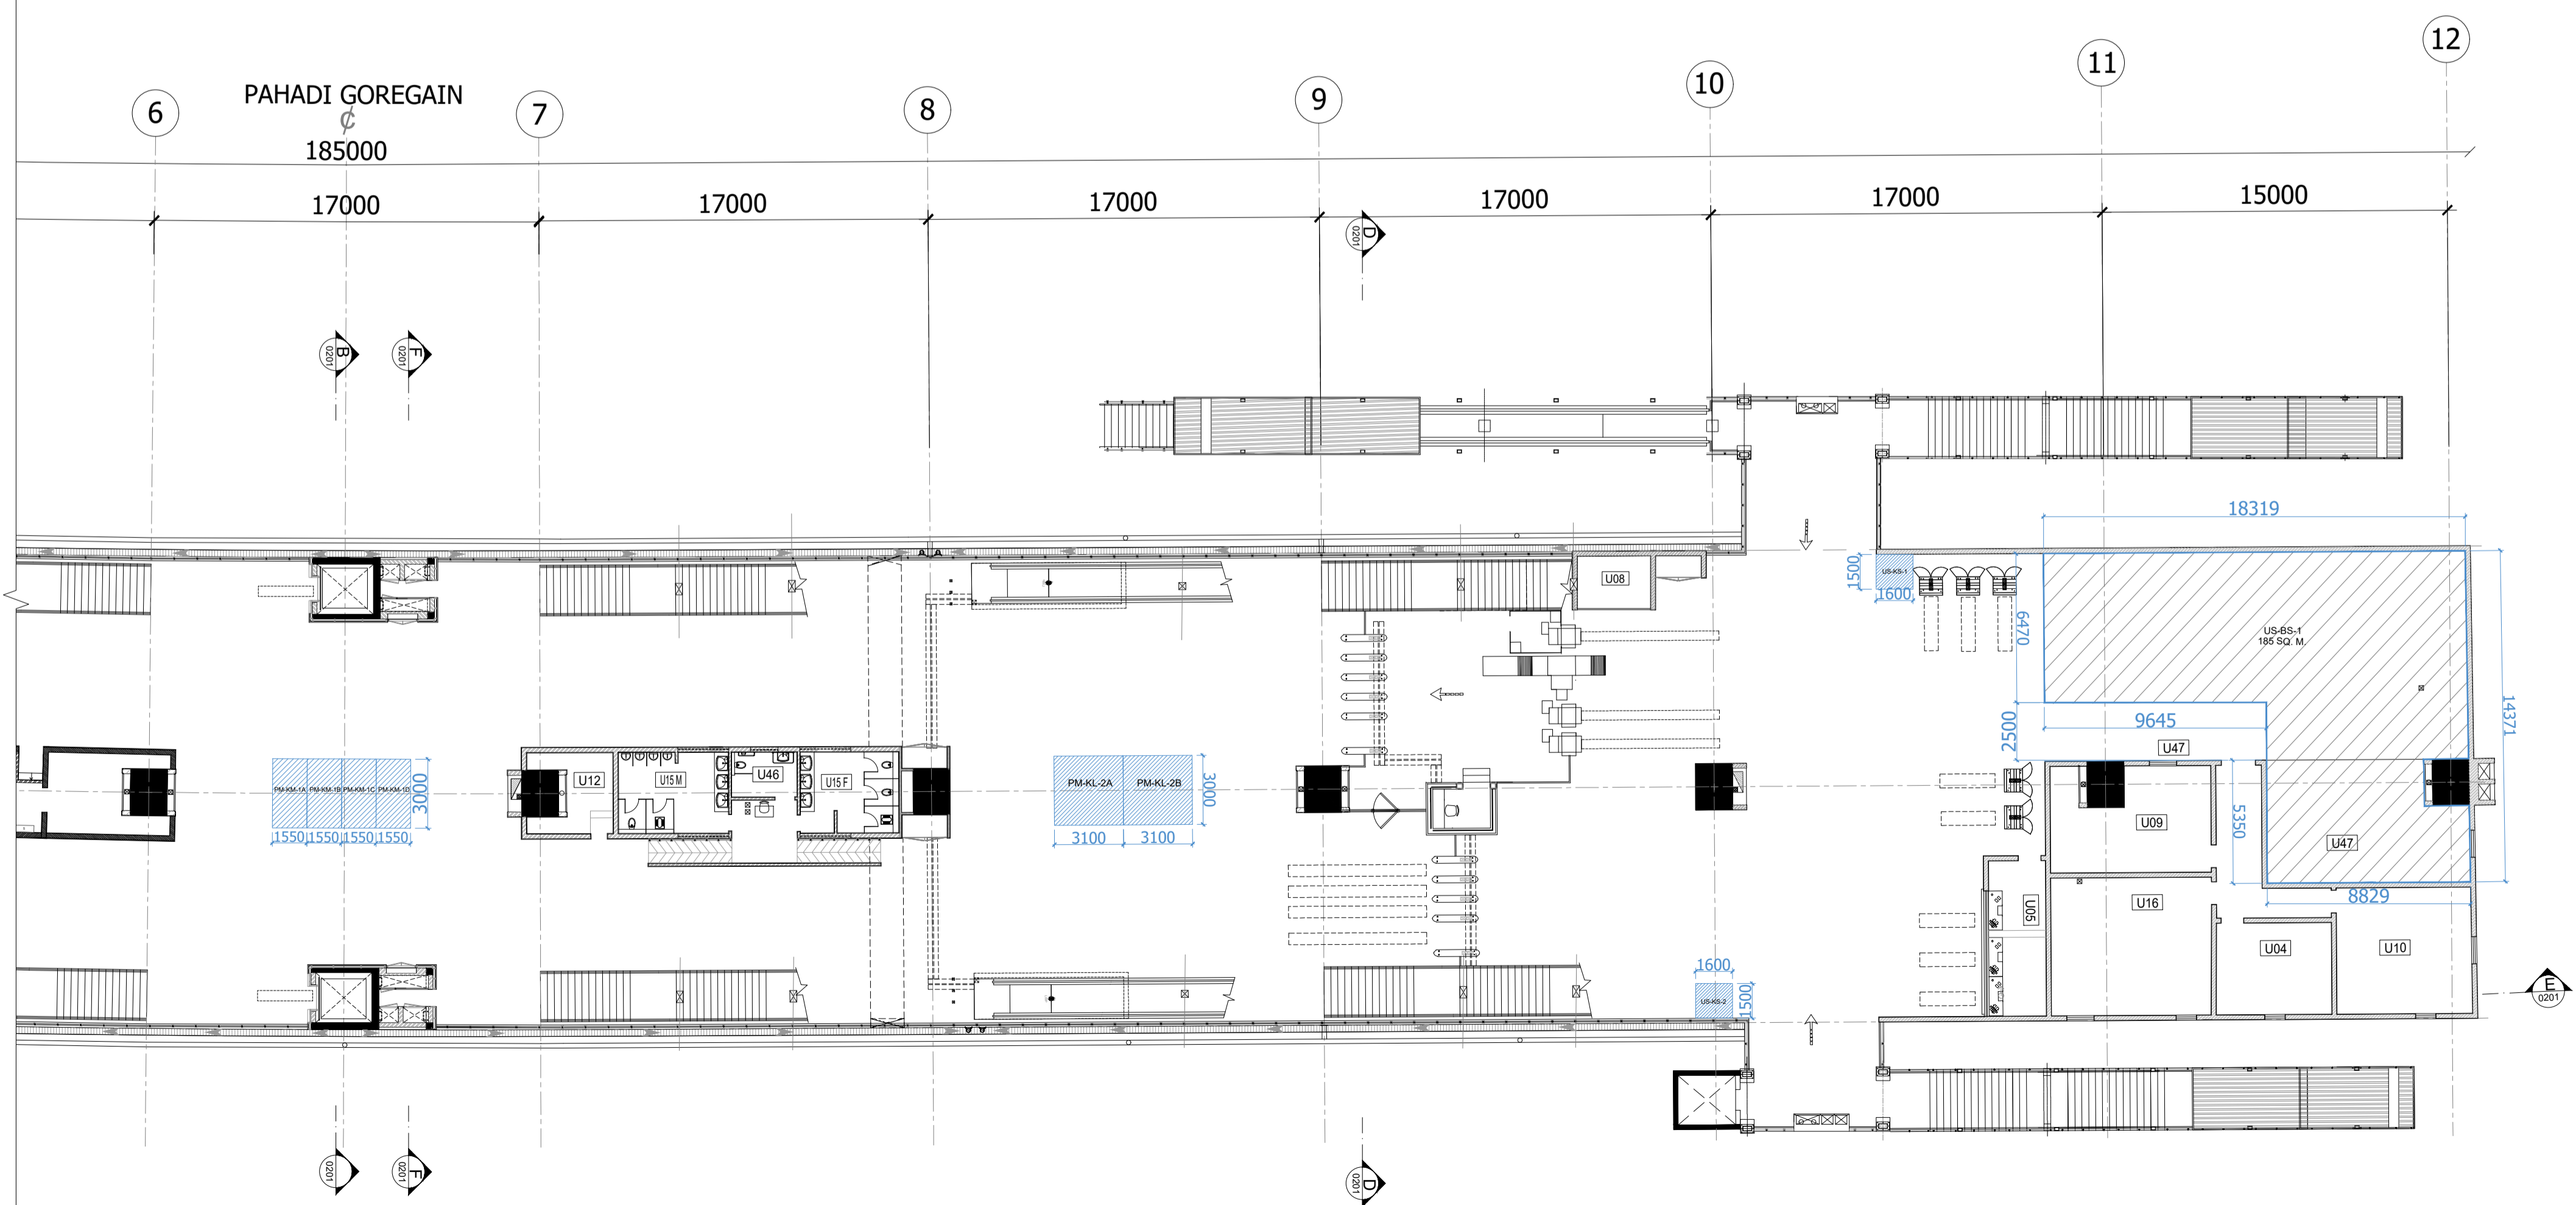 6
PAHADI GOREGAIN
7
8
9
10
11
12
185000
17000
17000
17000
17000
17000
15000
D
0201
B
0201
F
0201
18319
US-KS-1
1500
1600
U08
6470
US-BS-1
185 SQ. M.
14371
2500
9645
U47
PM-KM-1A
PM-KM-1B
PM-KM-1C
PM-KM-1D
3000
1550
1550
1550
1550
U12
U15 M
U46
U15 F
PM-KL-2A
PM-KL-2B
3000
3100
3100
U09
5350
U47
8829
U05
U16
U04
U10
1600
US-KS-2
1500
E
0201
0201
F
0201
D
0201